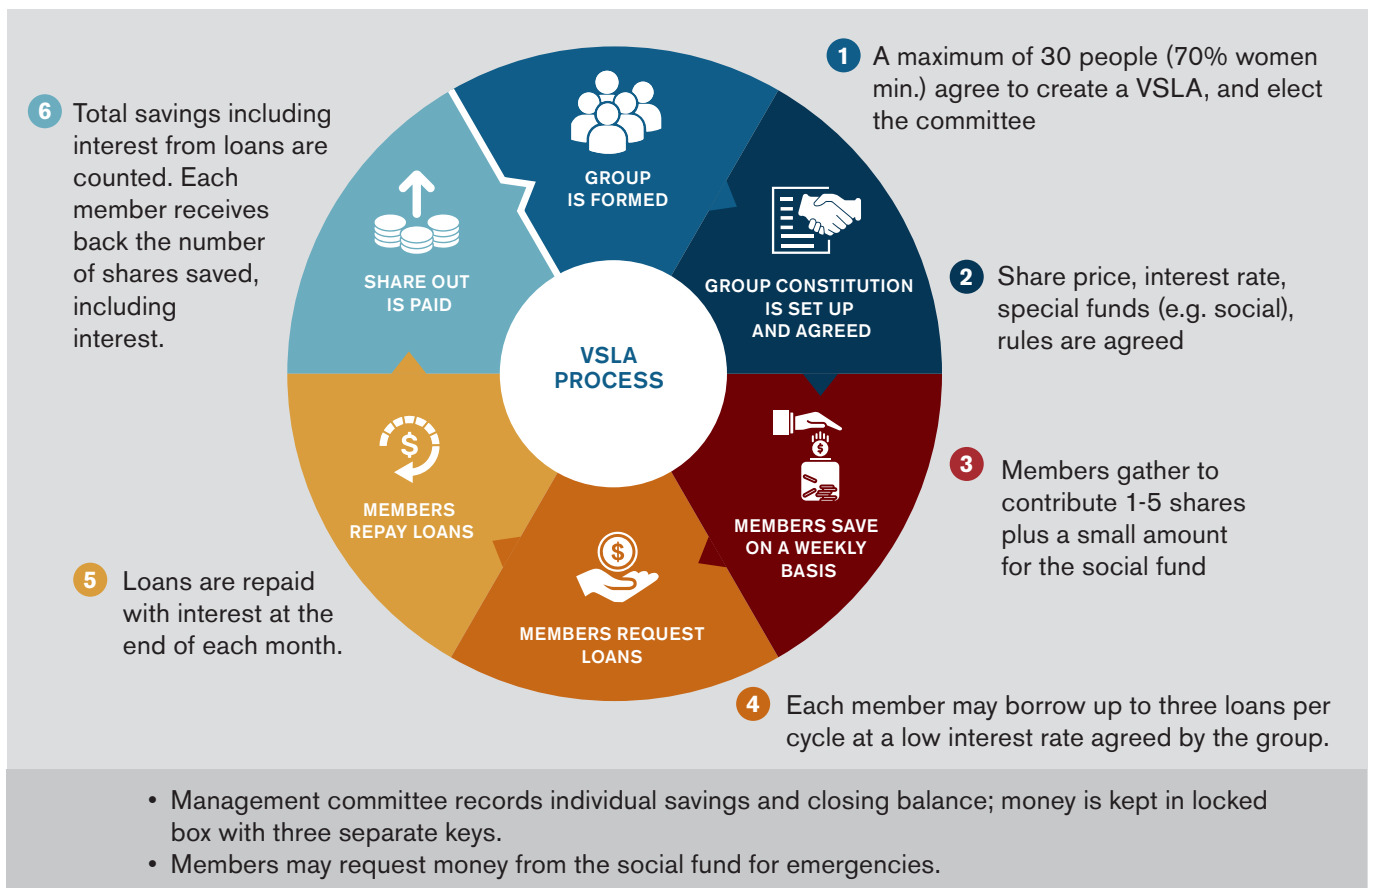 1 A maximum of 30 people (70% women
min.) agree to create a VSLA, and elect
the committee
6 Total savings including
interest from loans are
counted. Each
member receives
back the number
of shares saved,
including
interest.
GROUP
IS FORMED
GROUP CONSTITUTION
IS SET UP
AND AGREED
SHARE OUT
IS PAID
2 Share price, interest rate,
special funds (e.g. social),
rules are agreed
VSLA
PROCESS
$
MEMBERS SAVE
ON A WEEKLY
BASIS
3 Members gather to
contribute 1-5 shares
plus a small amount
for the social fund
$
MEMBERS
REPAY LOANS
$
MEMBERS REQUEST
LOANS
5 Loans are repaid
with interest at the
end of each month.
4 Each member may borrow up to three loans per
cycle at a low interest rate agreed by the group.
• Management committee records individual savings and closing balance; money is kept in locked
box with three separate keys.
• Members may request money from the social fund for emergencies.